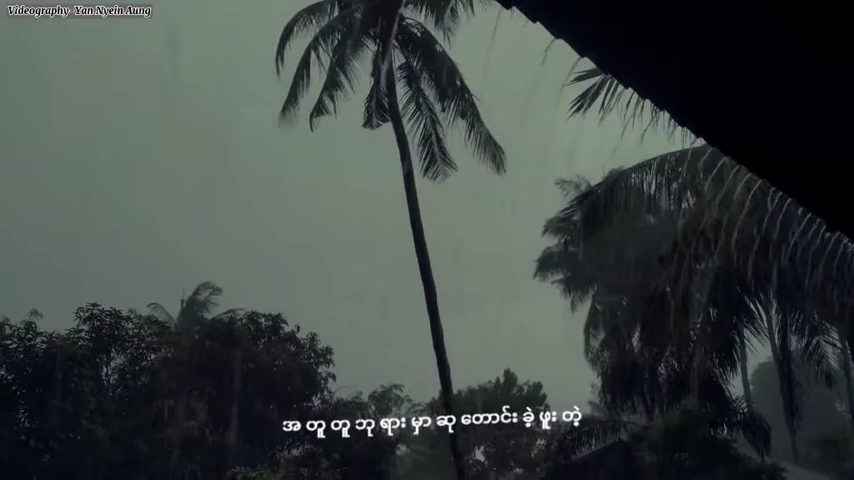 Videography-Yan Nyein Aung
အ တူ တူ ဘု ရား မှာ ဆု တောင်း ခဲ့ ဖူး တဲ့